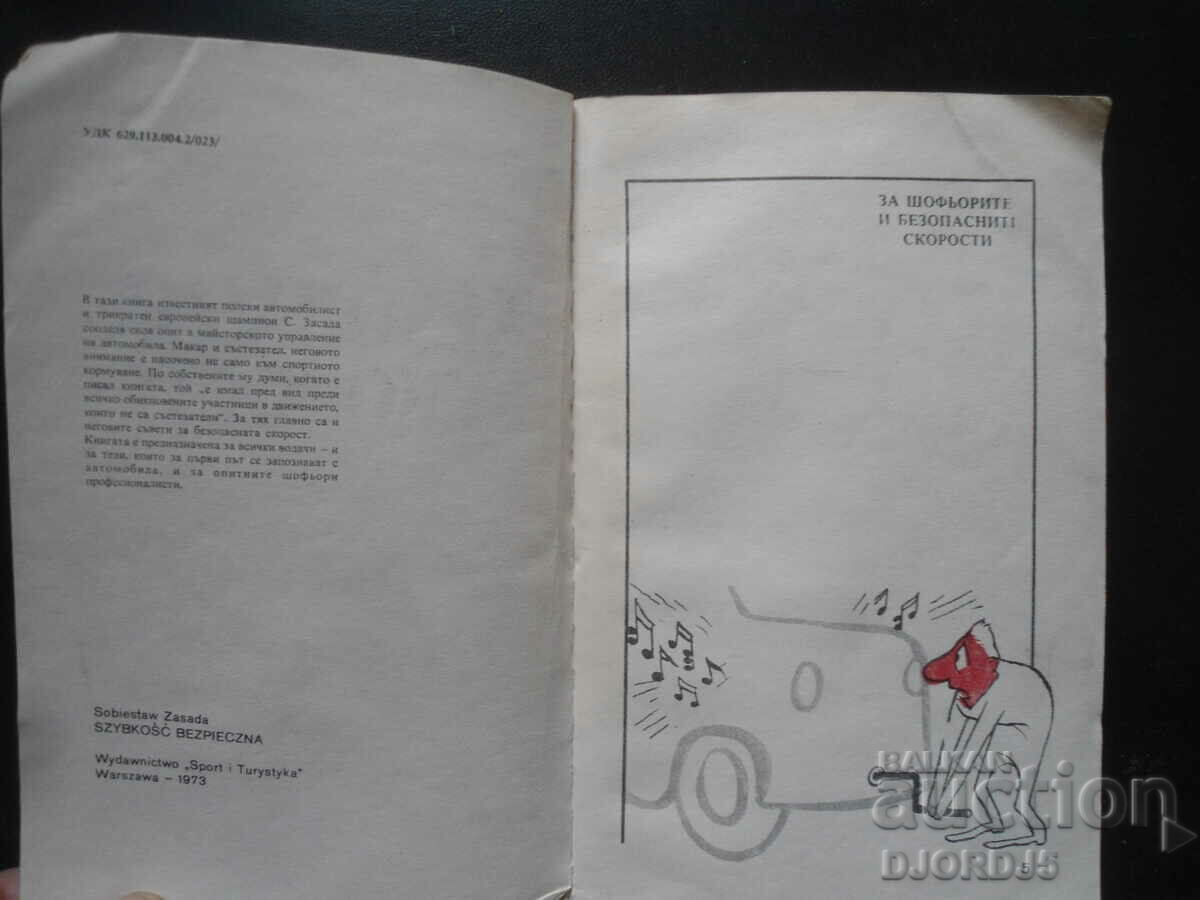 УДК 629.113.004.2/023/
В тази книга известният полски автомобилист
и трикратен европейски шампион С. Засада
споделя своя опит в майсторското управление
на автомобила. Макар и състезател, неговото
внимание е насочено не само към спортното
кормуване. По собствените му думи, когато е
писал книгата, той „е имал пред вид преди
всичко обикновените участници в движението,
които не са състезатели“. За тях главно са и
неговите съвети за безопасната скорост.
Книгата е предназначена за всички водачи – и
за тези, които за първи път се запознават с
автомобила, и за опитните шофьори
професионалисти.
Sobiesław Zasada
SZYBKOŚĆ BEZPIECZNA
Wydawnictwo „Sport i Turystyka"
Warszawa – 1973
ЗА ШОФЬОРИТЕ
И БЕЗОПАСНИТЕ
СКОРОСТИ
BALKAN
auction
DJORDJ5
5